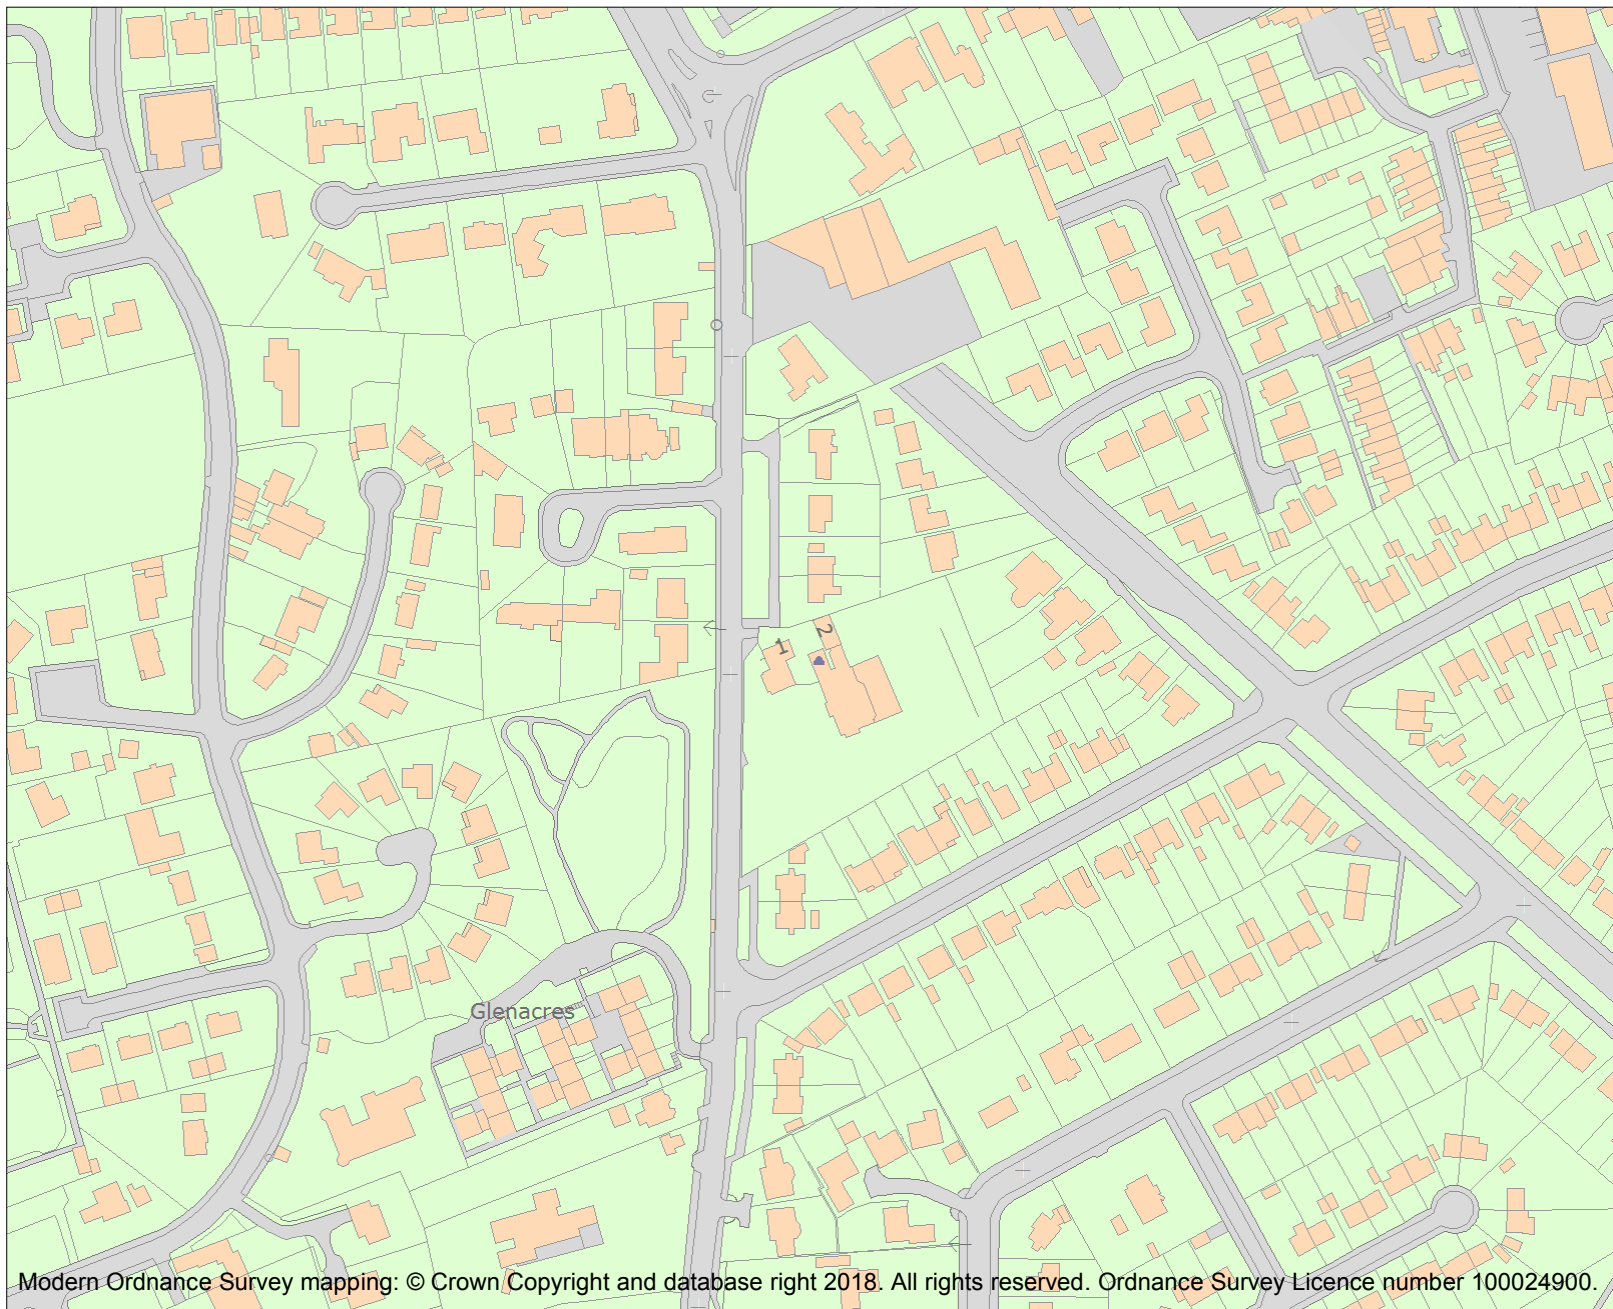 1
2
Glenacres
Modern Ordnance Survey mapping: © Crown Copyright and database right 2018. All rights reserved. Ordnance Survey Licence number 100024900.